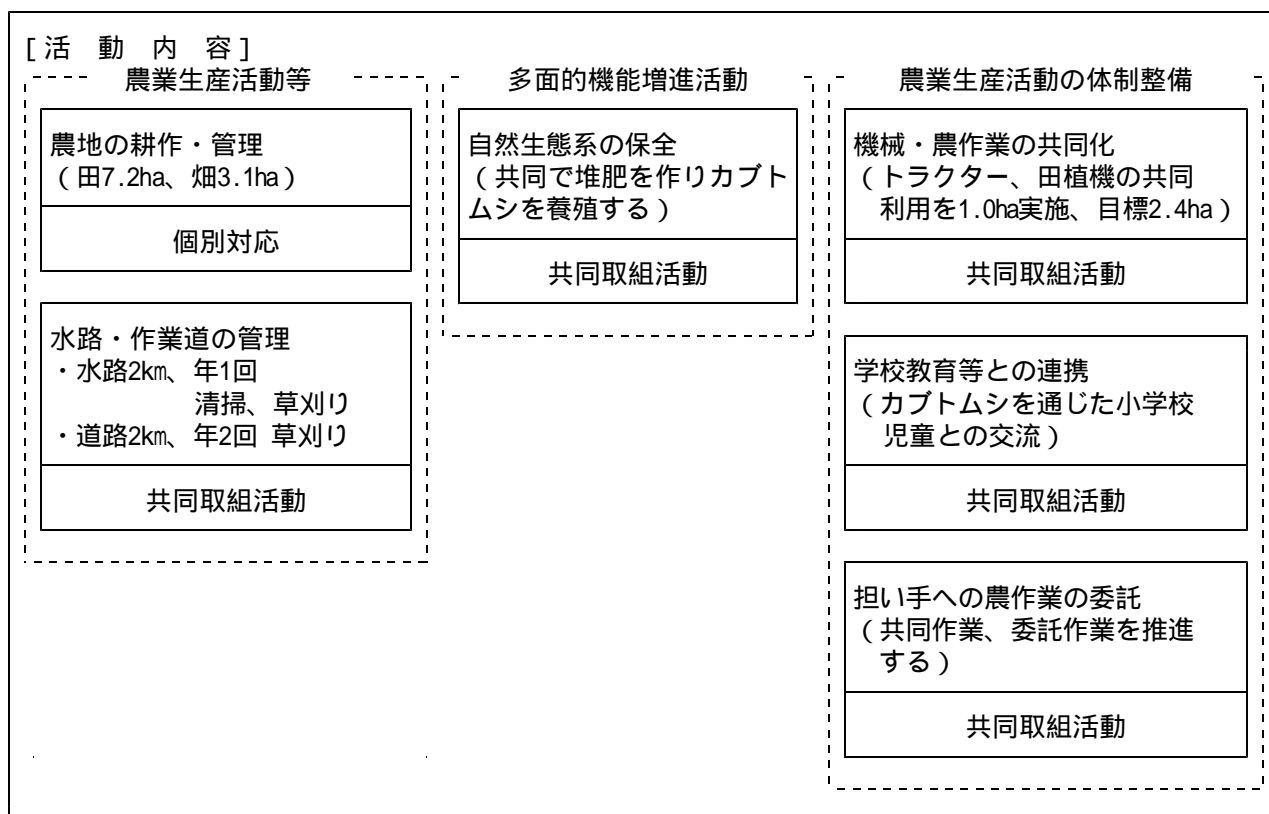 [活 動 内 容]
農業生産活動等
農地の耕作・管理
(田7.2ha、畑3.1ha)
個別対応
水路・作業道の管理
・水路2km、年1回
清掃、草刈り
・道路2km、年2回 草刈り
共同取組活動
多面的機能増進活動
自然生態系の保全
(共同で堆肥を作りカブト
ムシを養殖する)
共同取組活動
農業生産活動の体制整備
機械・農作業の共同化
(トラクター、田植機の共同
利用を1.0ha実施、目標2.4ha)
共同取組活動
学校教育等との連携
(カブトムシを通じた小学校
児童との交流)
共同取組活動
担い手への農作業の委託
(共同作業、委託作業を推進
する)
共同取組活動